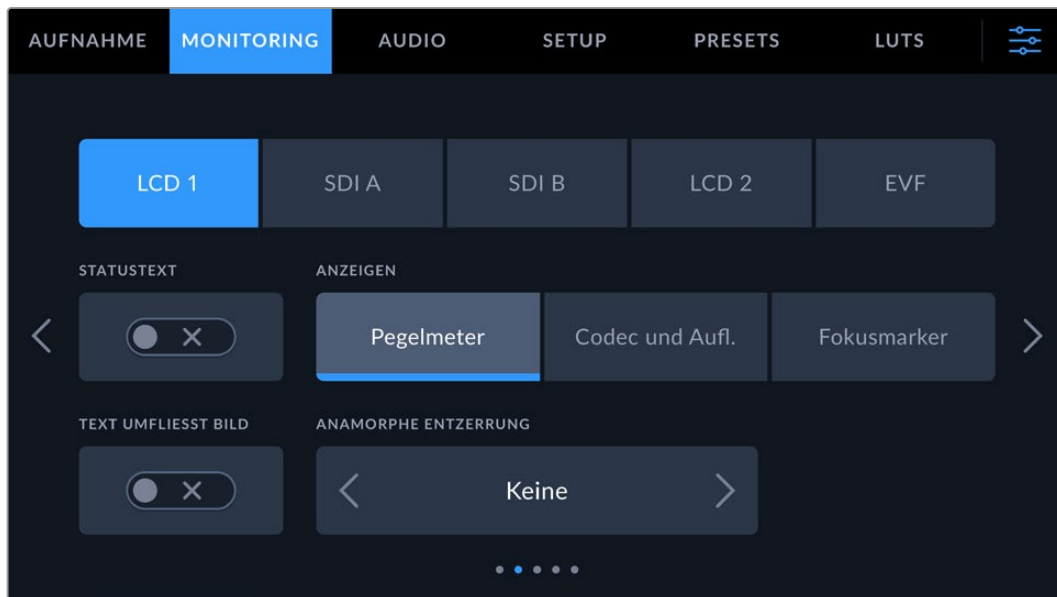 AUFNAHME MONITORING AUDIO SETUP PRESETS LUTS
LCD 1 SDI A SDI B LCD 2 EVF
STATUSTEXT ANZEIGEN
Pegelmeter Codec und Aufl. Fokusmarker
TEXT UMFLIESST BILD ANAMORPHE ENTZERRUNG
Keine